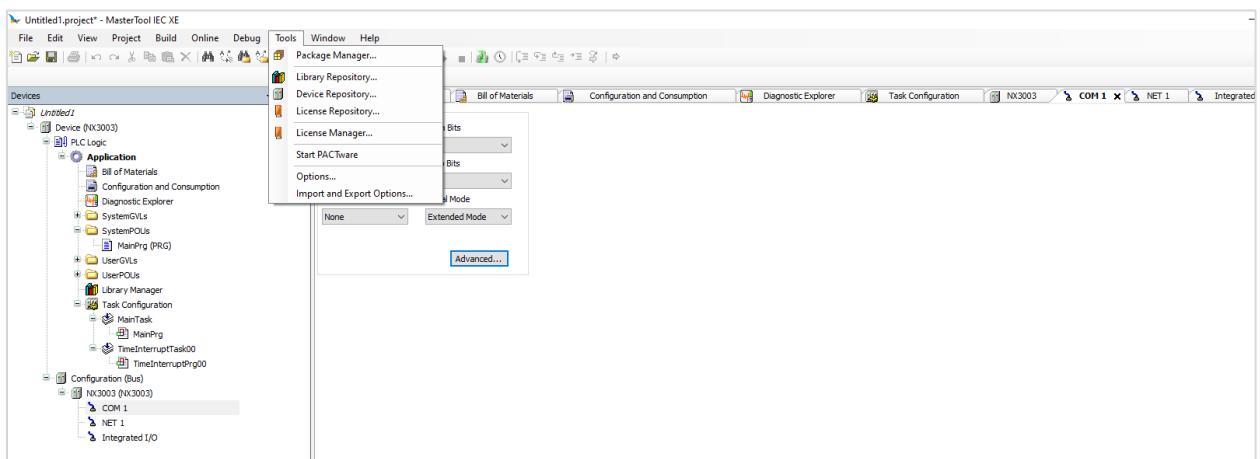 Untitled1.project* - MasterTool IEC XE
File Edit View Project Build Online Debug Tools Window Help
Package Manager...
Library Repository...
Device Repository...
License Repository...
License Manager...
Start PACTware
Options...
Import and Export Options...
Devices
Bill of Materials Configuration and Consumption Diagnostic Explorer Task Configuration NX3003 COM 1 NET 1 Integrated
Untitled1
Device (NX3003)
PLC Logic
Application
Bill of Materials
Configuration and Consumption
Diagnostic Explorer
SystemGVLs
SystemPOUs
MainPrg (PRG)
UserGVLs
UserPOUs
Library Manager
Task Configuration
MainTask
MainPrg
TimeInterruptTask00
TimeInterruptPrg00
Configuration (Bus)
NX3003 (NX3003)
COM 1
NET 1
Integrated I/O
Bits
Bits
Mode
None Extended Mode
Advanced...